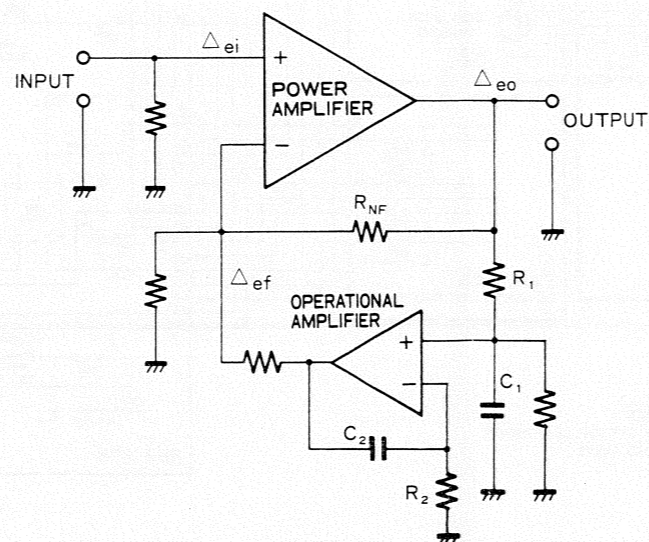 △ei
△eo
INPUT
+
POWER
AMPLIFIER
−
OUTPUT
RNF
△ef
R1
OPERATIONAL
AMPLIFIER
+
−
C1
C2
R2